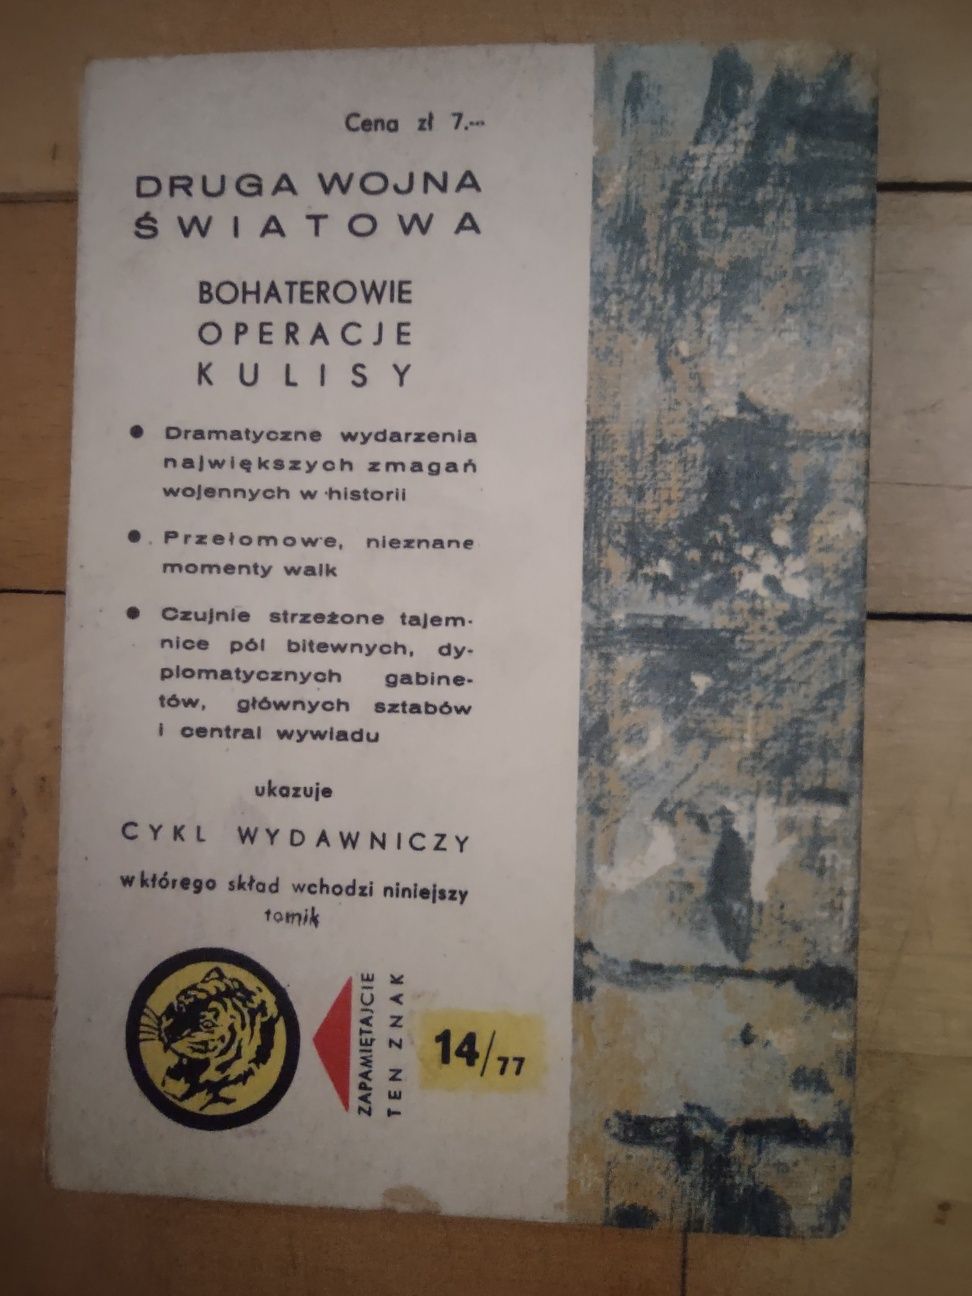 Cena zł 7.--
DRUGA WOJNA
ŚWIATOWA
BOHATEROWIE
OPERACJE
KULISY
● Dramatyczne wydarzenia
największych zmagań
wojennych w historii
● Przełomowe, nieznane
momenty walk
● Czujnie strzeżone tajem-
nice pól bitewnych, dy-
plomatycznych gabine-
tów, głównych sztabów
i central wywiadu
ukazuje
CYKL WYDAWNICZY
w którego skład wchodzi niniejszy
tomik
ZAPAMIĘTAJCIE
TEN ZNAK
14/77